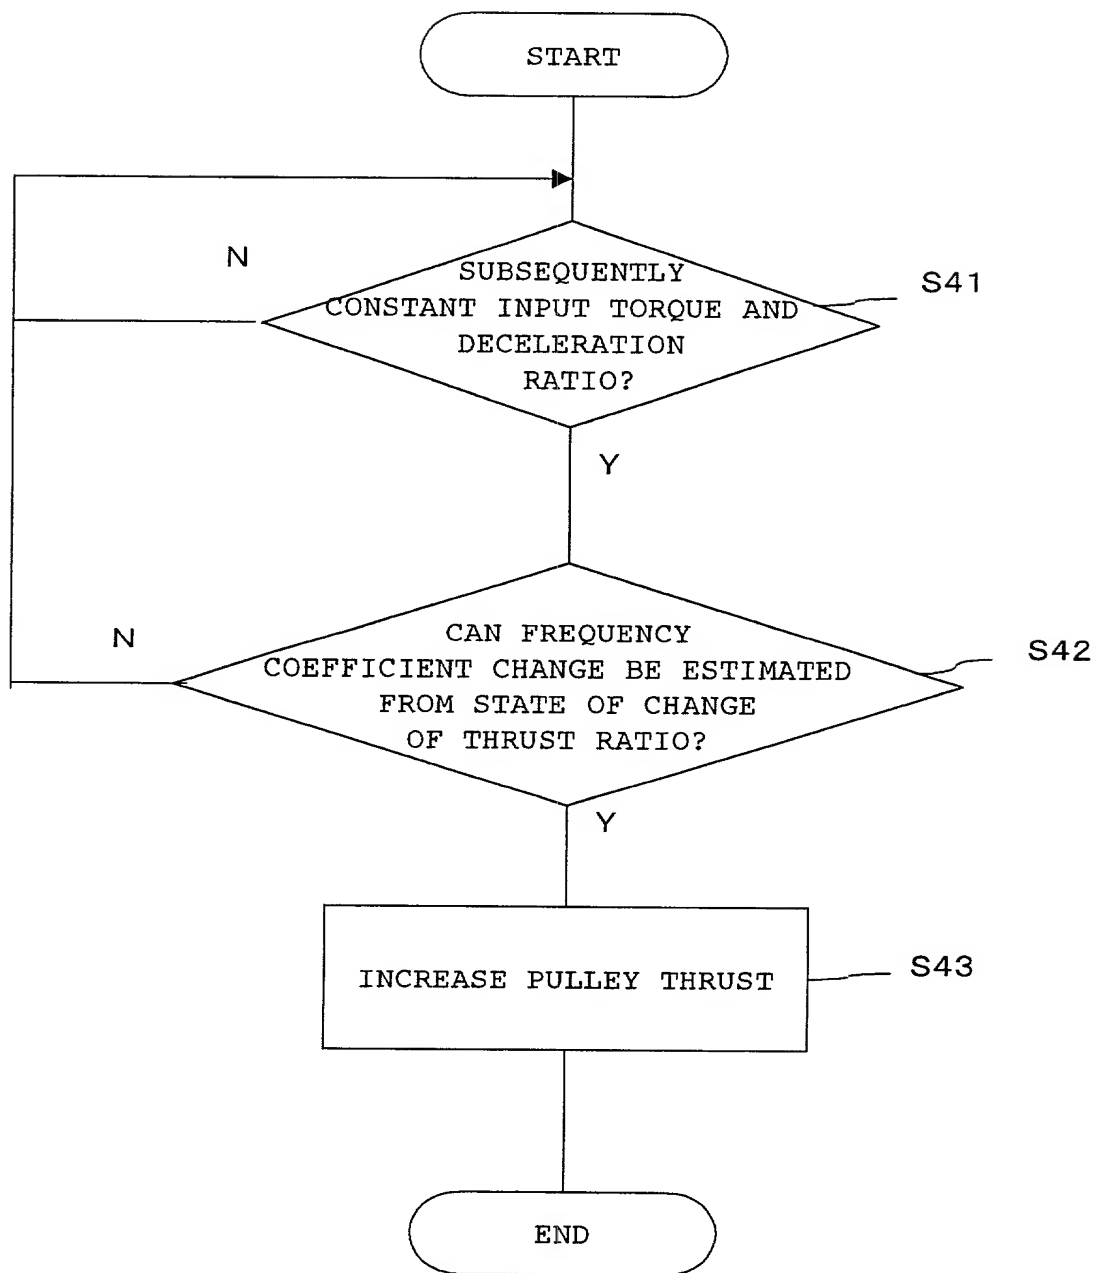 START
N
SUBSEQUENTLY
CONSTANT INPUT TORQUE AND
DECELERATION
RATIO?
S41
Y
N
CAN FREQUENCY
COEFFICIENT CHANGE BE ESTIMATED
FROM STATE OF CHANGE
OF THRUST RATIO?
S42
Y
INCREASE PULLEY THRUST
S43
END